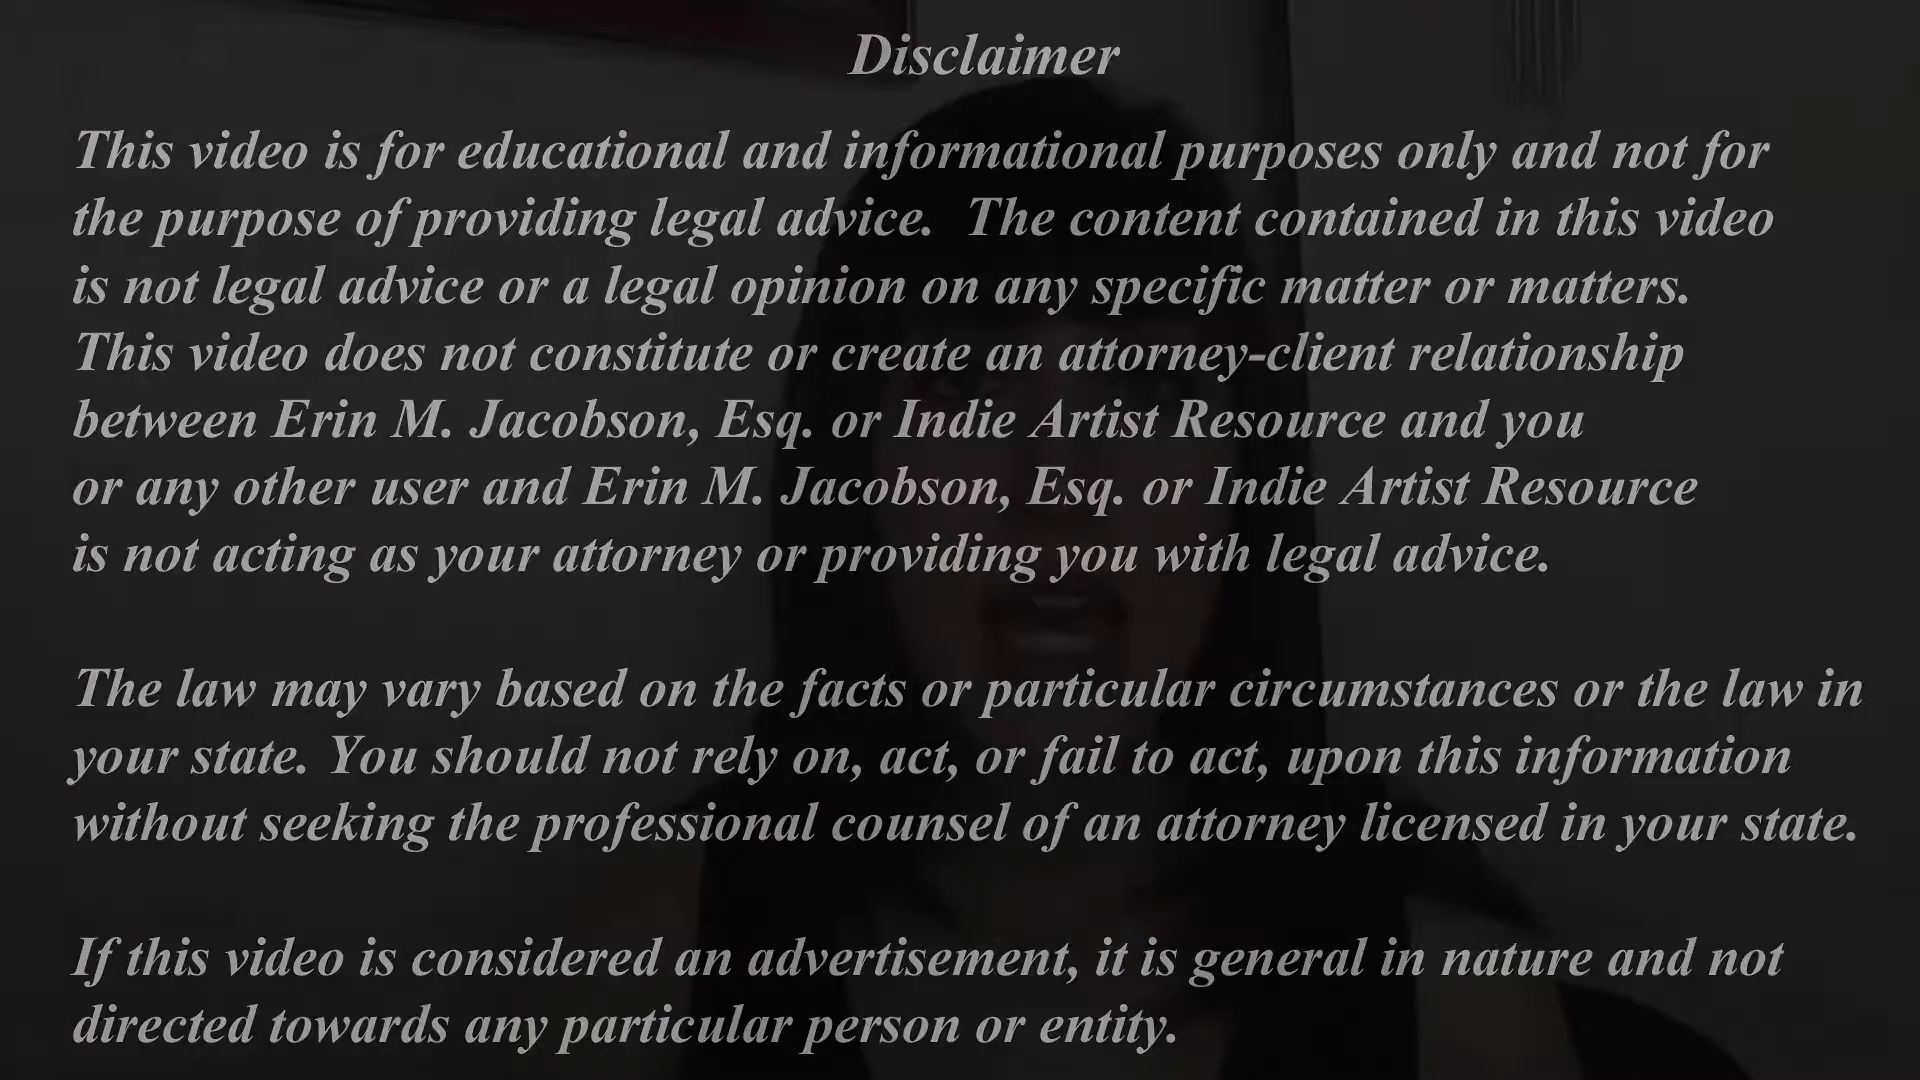 Disclaimer
This video is for educational and informational purposes only and not for
the purpose of providing legal advice.  The content contained in this video
is not legal advice or a legal opinion on any specific matter or matters.
This video does not constitute or create an attorney-client relationship
between Erin M. Jacobson, Esq. or Indie Artist Resource and you
or any other user and Erin M. Jacobson, Esq. or Indie Artist Resource
is not acting as your attorney or providing you with legal advice.
The law may vary based on the facts or particular circumstances or the law in
your state. You should not rely on, act, or fail to act, upon this information
without seeking the professional counsel of an attorney licensed in your state.
If this video is considered an advertisement, it is general in nature and not
directed towards any particular person or entity.